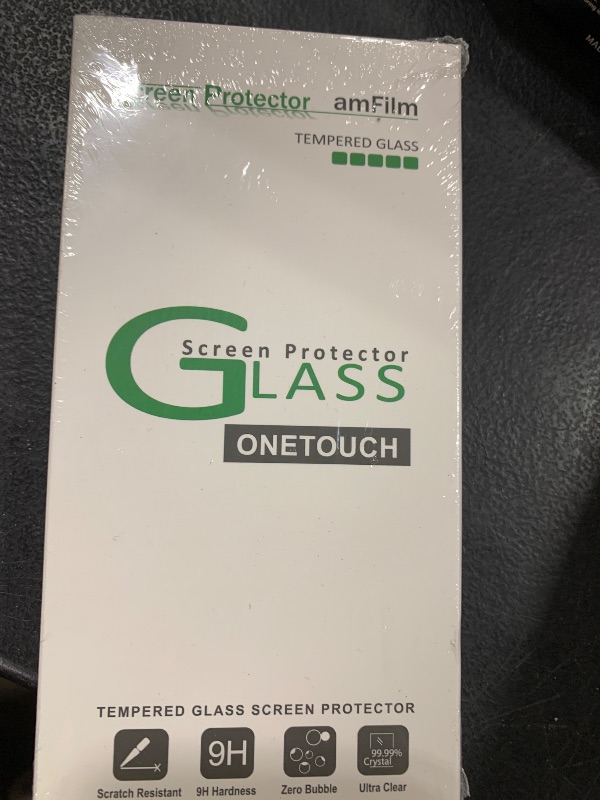 Screen Protector amFilm
TEMPERED GLASS
Screen Protector
GLASS
ONETOUCH
TEMPERED GLASS SCREEN PROTECTOR
9H
99.99%
Crystal
Scratch Resistant 9H Hardness Zero Bubble Ultra Clear